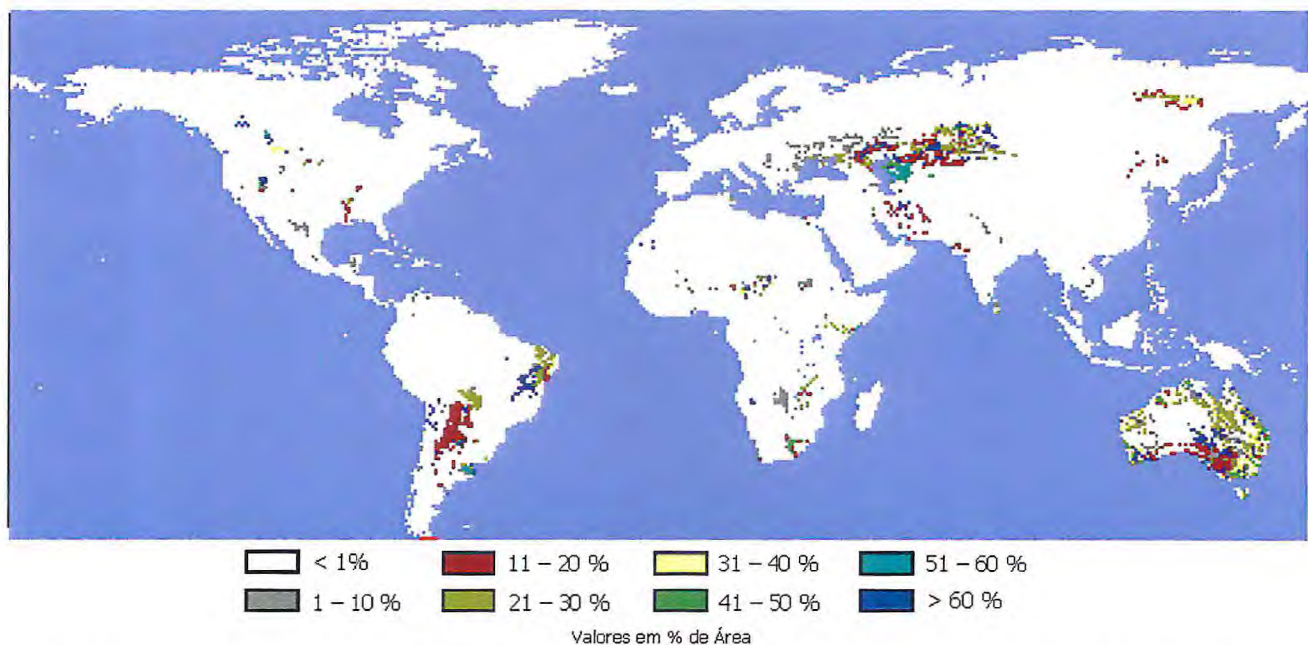 < 1% 11 – 20 % 31 – 40 % 51 – 60 %
1 – 10 % 21 – 30 % 41 – 50 % > 60 %
Valores em % de Área